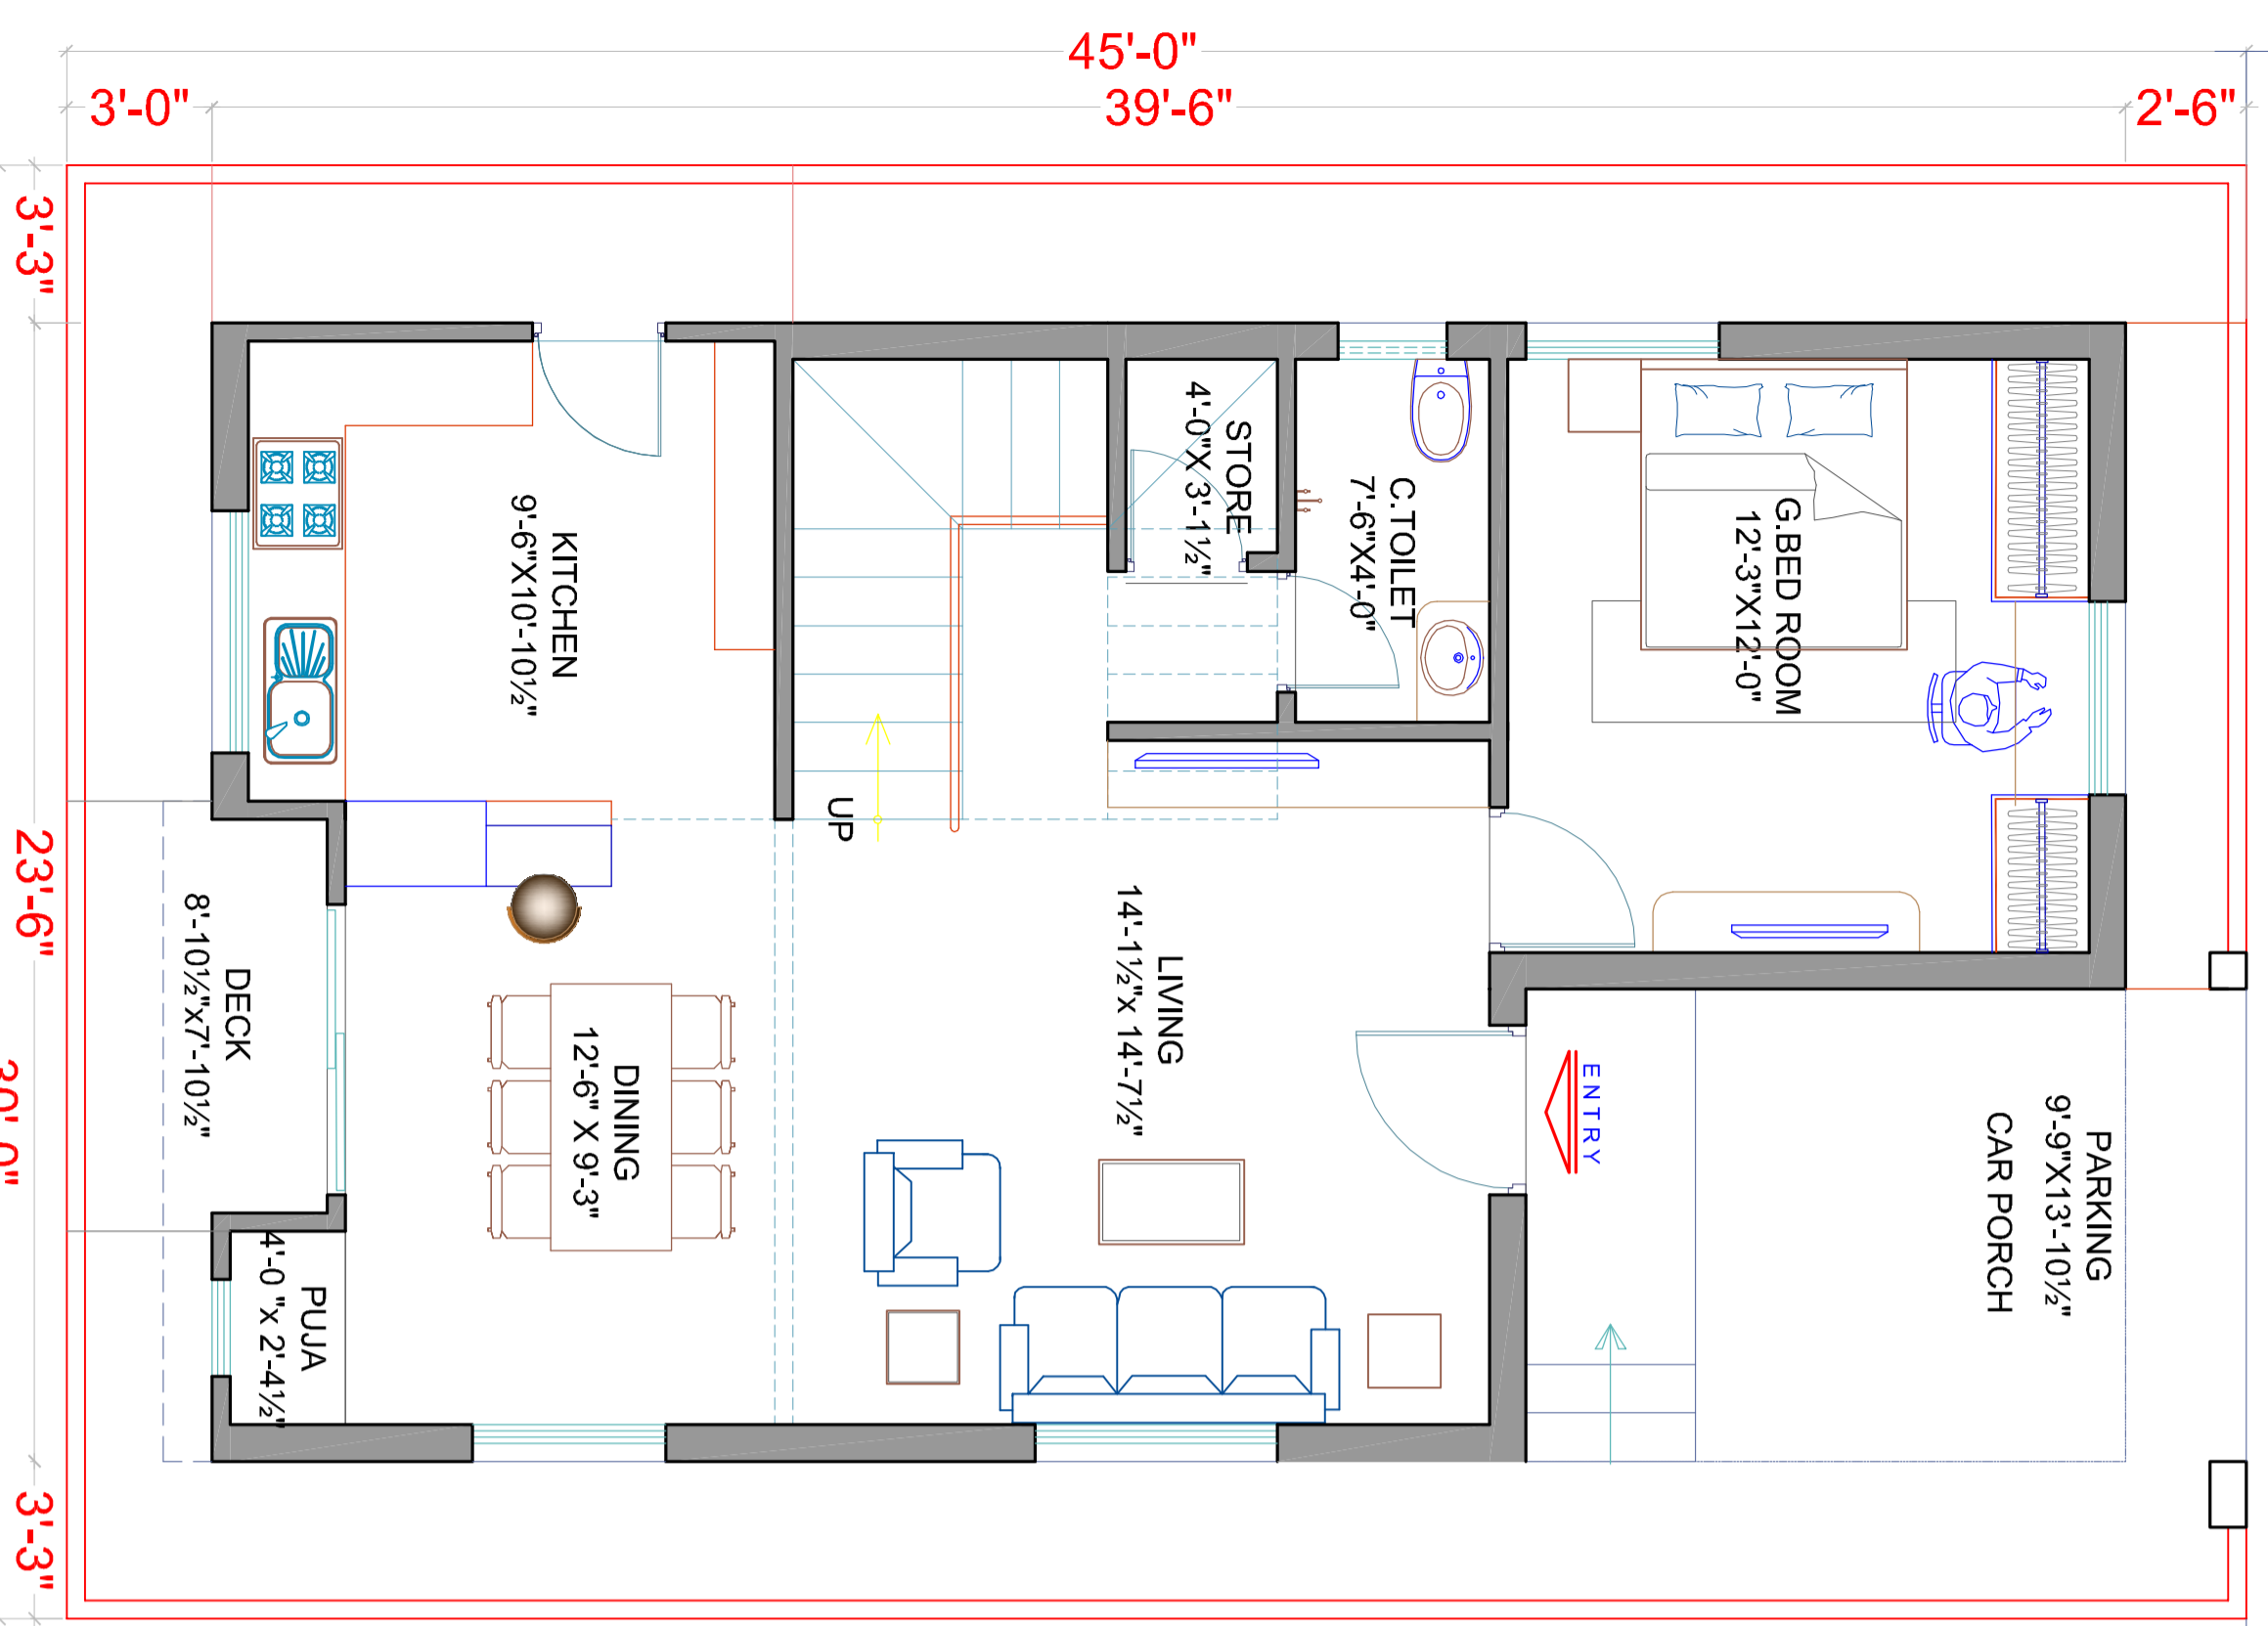 45'-0"
3'-0"
39'-6"
2'-6"
3'-3"
23'-6"
30'-0"
3'-3"
KITCHEN
9'-6"X10'-10½"
STORE
4'-0"X 3'-1½"
C.TOILET
7'-6"X4'-0"
G.BED ROOM
12'-3"X12'-0"
UP
DECK
8'-10½"x7'-10½"
DINING
12'-6" X 9'-3"
LIVING
14'-1½"x 14'-7½"
ENTRY
PARKING
9'-9"X13'-10½"
CAR PORCH
PUJA
4'-0 "x 2'-4½"